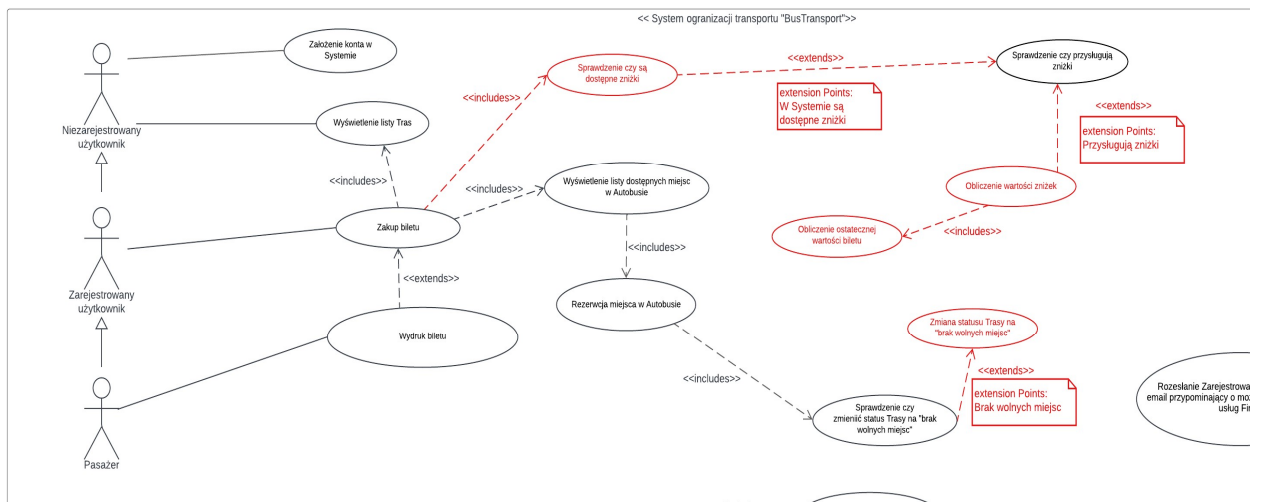 << System ogranizacji transportu "BusTransport">>
Założenie konta w
Systemie
Niezarejestrowany
użytkownik
Wyświetlenie listy Tras
Sprawdzenie czy są
dostępne zniżki
<<extends>>
Sprawdzenie czy przysługują
zniżki
<<includes>>
extension Points:
W Systemie są
dostępne zniżki
<<extends>>
extension Points:
Przysługują zniżki
<<includes>>
<<includes>>
Wyświetlenie listy dostępnych miejsc
w Autobusie
Obliczenie wartości zniżek
Zakup biletu
Obliczenie ostatecznej
wartości biletu
<<includes>>
<<includes>>
<<extends>>
Zarejestrowany
użytkownik
Rezerwcja miejsca w Autobusie
Wydruk biletu
Zmiana statusu Trasy na
"brak wolnych miejsc"
<<includes>>
<<extends>>
extension Points:
Brak wolnych miejsc
Sprawdzenie czy
zmieniić status Trasy na "brak
wolnych miejsc"
Rozesłanie Zarejestrowa
email przypominający o moż
usług Fir
Pasażer